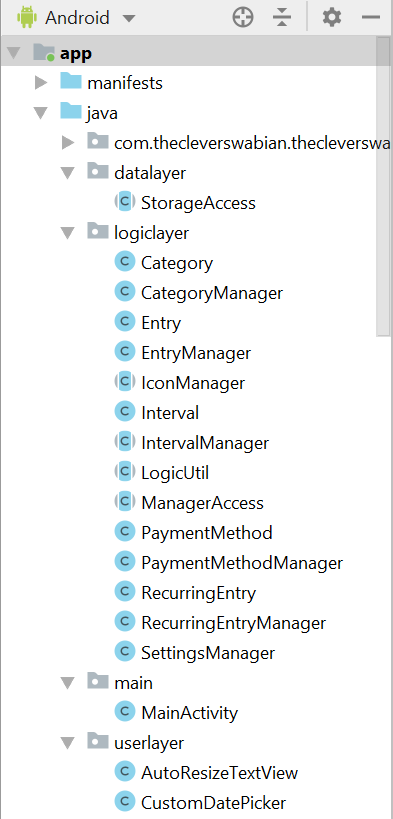 Android
app
manifests
java
com.thecleverswabian.thecleverswa
datalayer
StorageAccess
logiclayer
C Category
C CategoryManager
C Entry
C EntryManager
C IconManager
C Interval
C IntervalManager
C LogicUtil
C ManagerAccess
C PaymentMethod
C PaymentMethodManager
C RecurringEntry
C RecurringEntryManager
C SettingsManager
main
C MainActivity
userlayer
C AutoResizeTextView
C CustomDatePicker